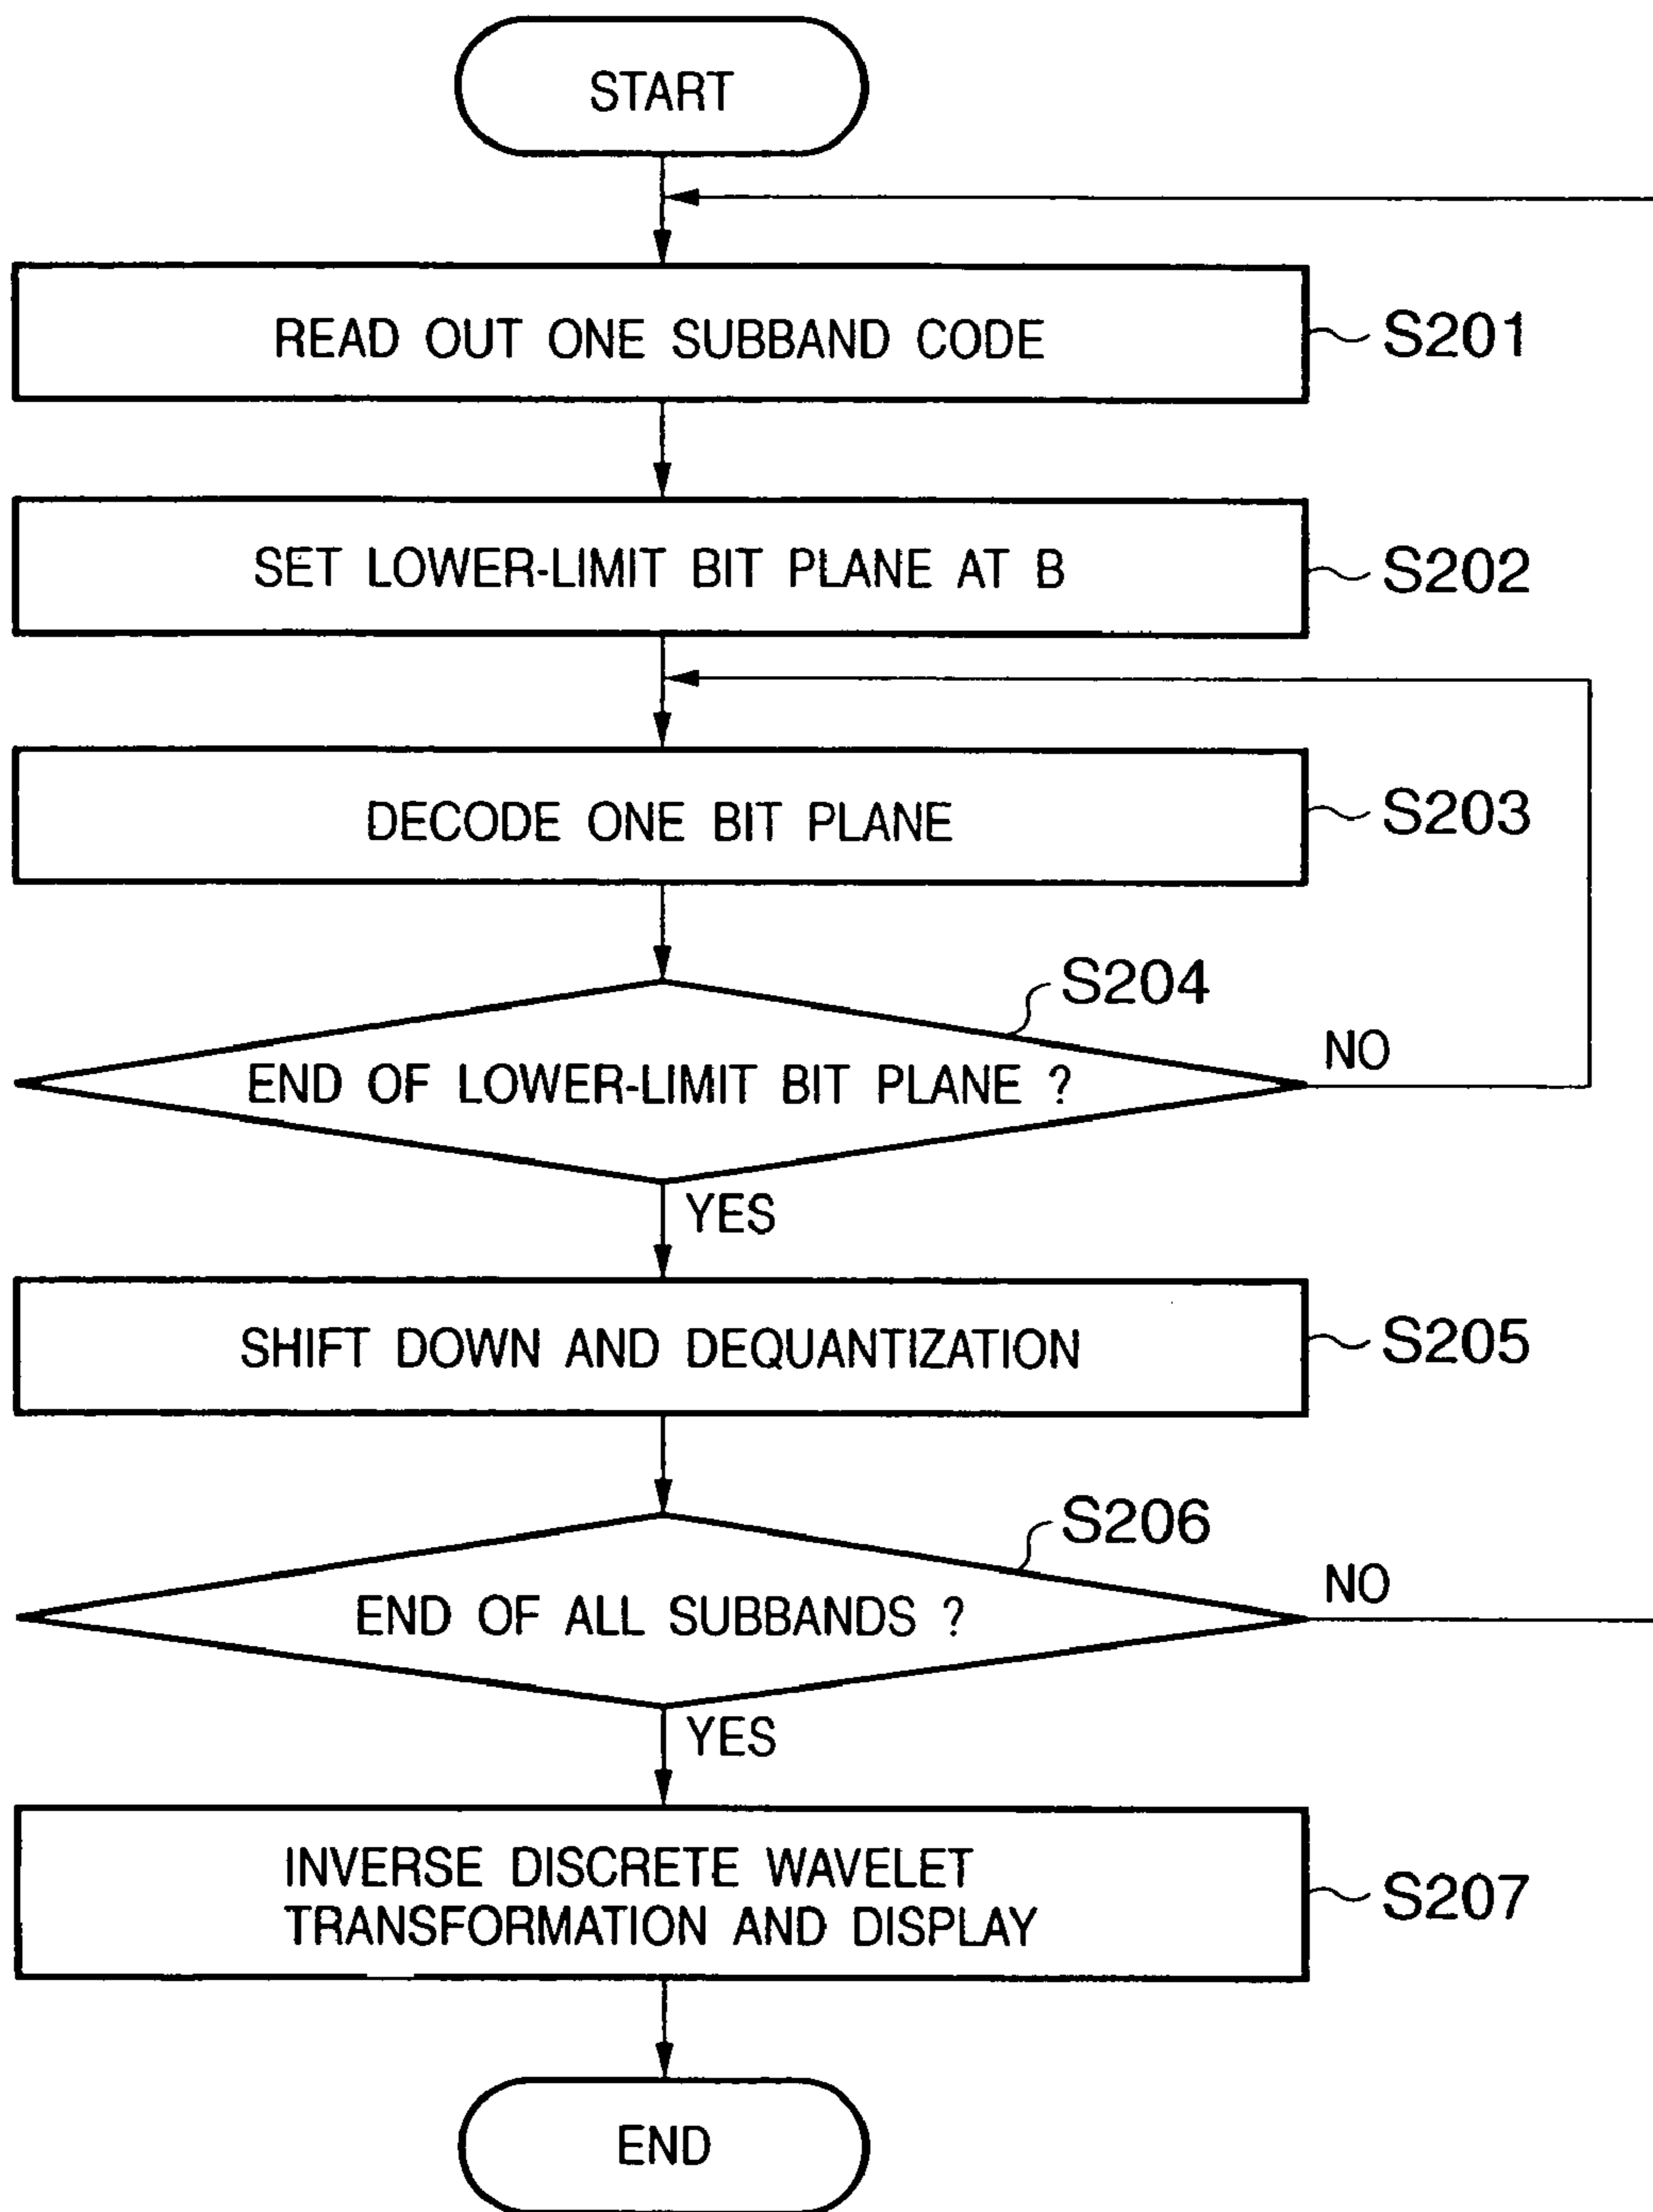 START
READ OUT ONE SUBBAND CODE
S201
SET LOWER-LIMIT BIT PLANE AT B
S202
DECODE ONE BIT PLANE
S203
S204
END OF LOWER-LIMIT BIT PLANE ?
NO
YES
SHIFT DOWN AND DEQUANTIZATION
S205
S206
END OF ALL SUBBANDS ?
NO
YES
INVERSE DISCRETE WAVELET
TRANSFORMATION AND DISPLAY
S207
END